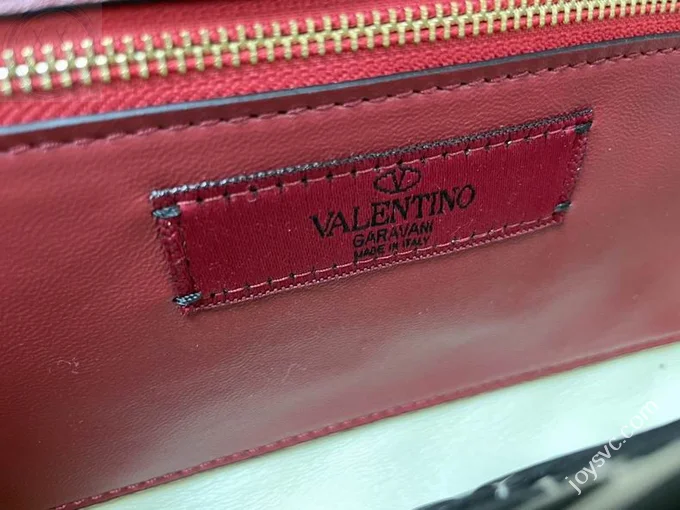 VALENTINO
GARAVANI
MADE IN ITALY
joysvc.com